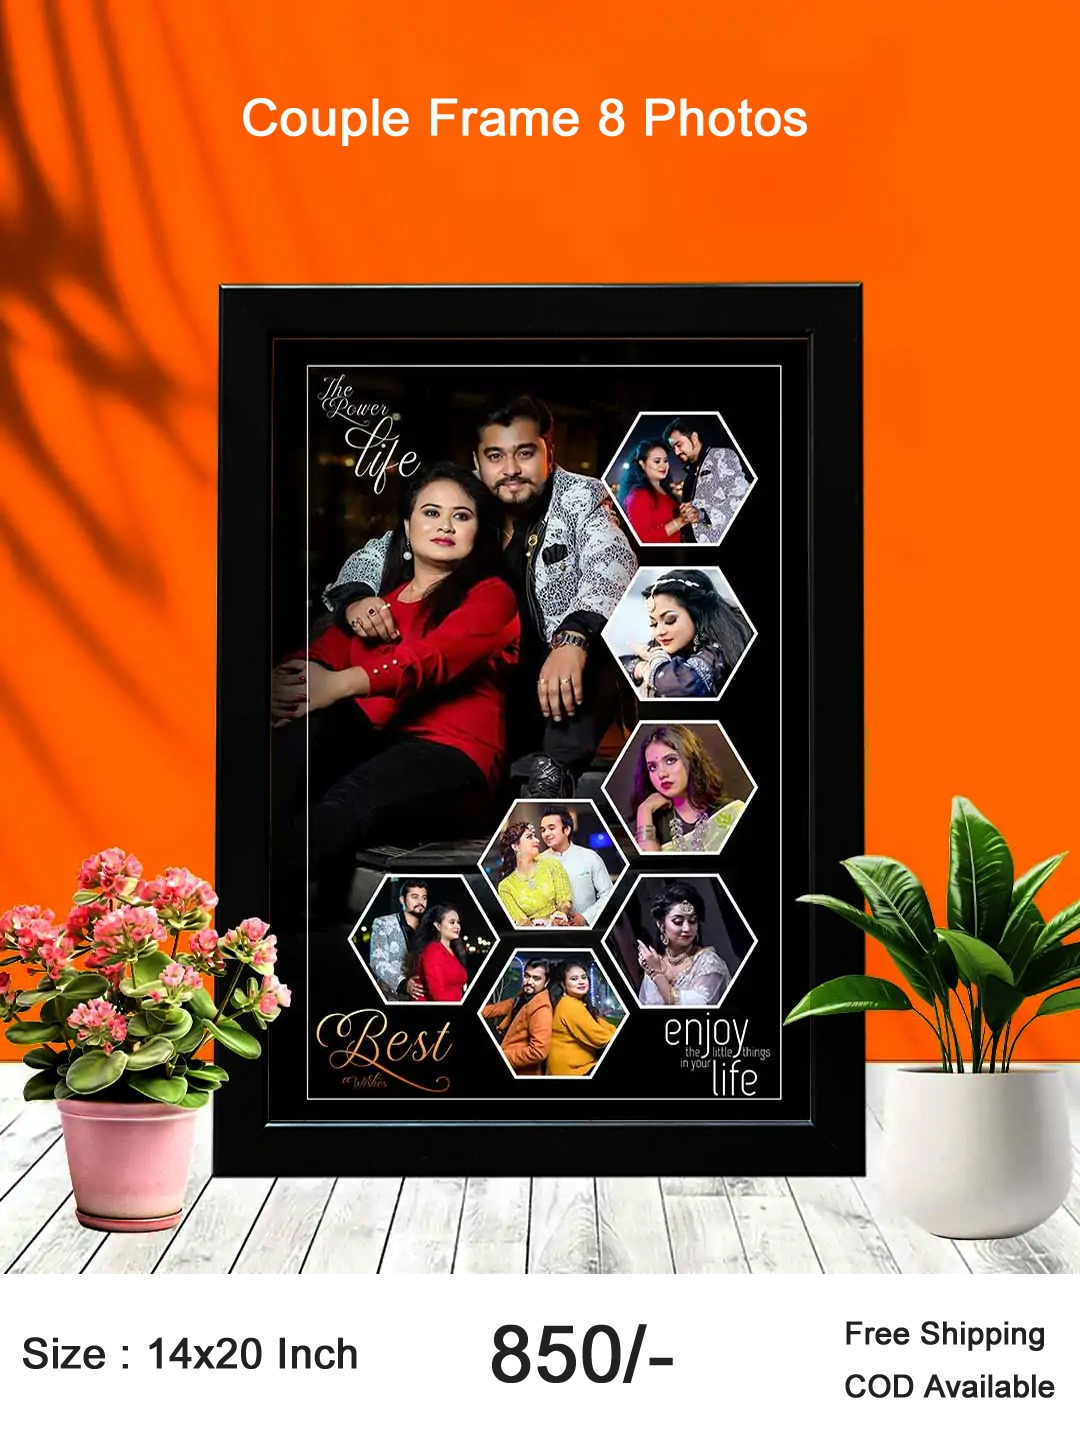 Couple Frame 8 Photos
The
Power
life
Best
Wishes
enjoy
the little things
in your
life
Size : 14x20 Inch
850/-
Free Shipping
COD Available